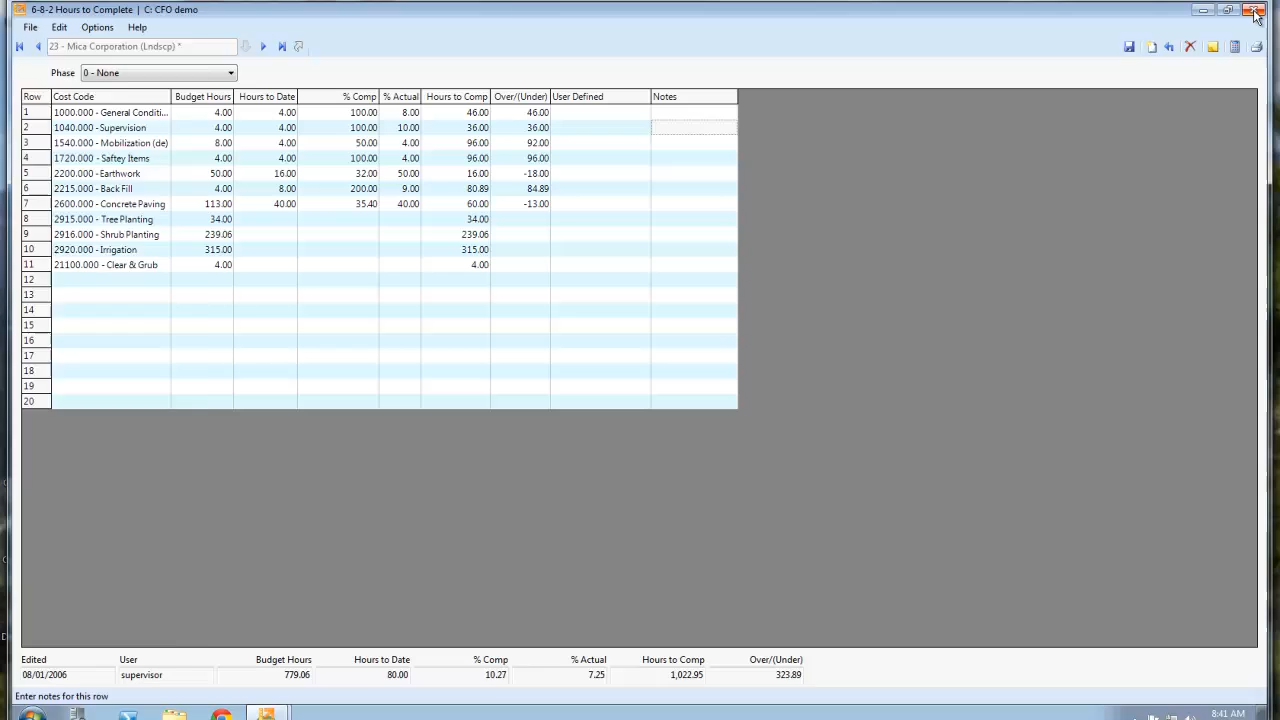 6-8-2 Hours to Complete | C: CFO demo
File Edit Options Help
23 - Mica Corporation (Lndscp) *
Phase 0 - None
Row Cost Code Budget Hours Hours to Date % Comp % Actual Hours to Comp Over/(Under) User Defined Notes
1 1000.000 - General Conditi... 4.00 4.00 100.00 8.00 46.00 46.00
2 1040.000 - Supervision 4.00 4.00 100.00 10.00 36.00 36.00
3 1540.000 - Mobilization (de) 8.00 4.00 50.00 4.00 96.00 92.00
4 1720.000 - Saftey Items 4.00 4.00 100.00 4.00 96.00 96.00
5 2200.000 - Earthwork 50.00 16.00 32.00 50.00 16.00 -18.00
6 2215.000 - Back Fill 4.00 8.00 200.00 9.00 80.89 84.89
7 2600.000 - Concrete Paving 113.00 40.00 35.40 40.00 60.00 -13.00
8 2915.000 - Tree Planting 34.00 34.00
9 2916.000 - Shrub Planting 239.06 239.06
10 2920.000 - Irrigation 315.00 315.00
11 21100.000 - Clear & Grub 4.00 4.00
12
13
14
15
16
17
18
19
20
Edited User Budget Hours Hours to Date % Comp % Actual Hours to Comp Over/(Under)
08/01/2006 supervisor 779.06 80.00 10.27 7.25 1,022.95 323.89
Enter notes for this row
8:41 AM